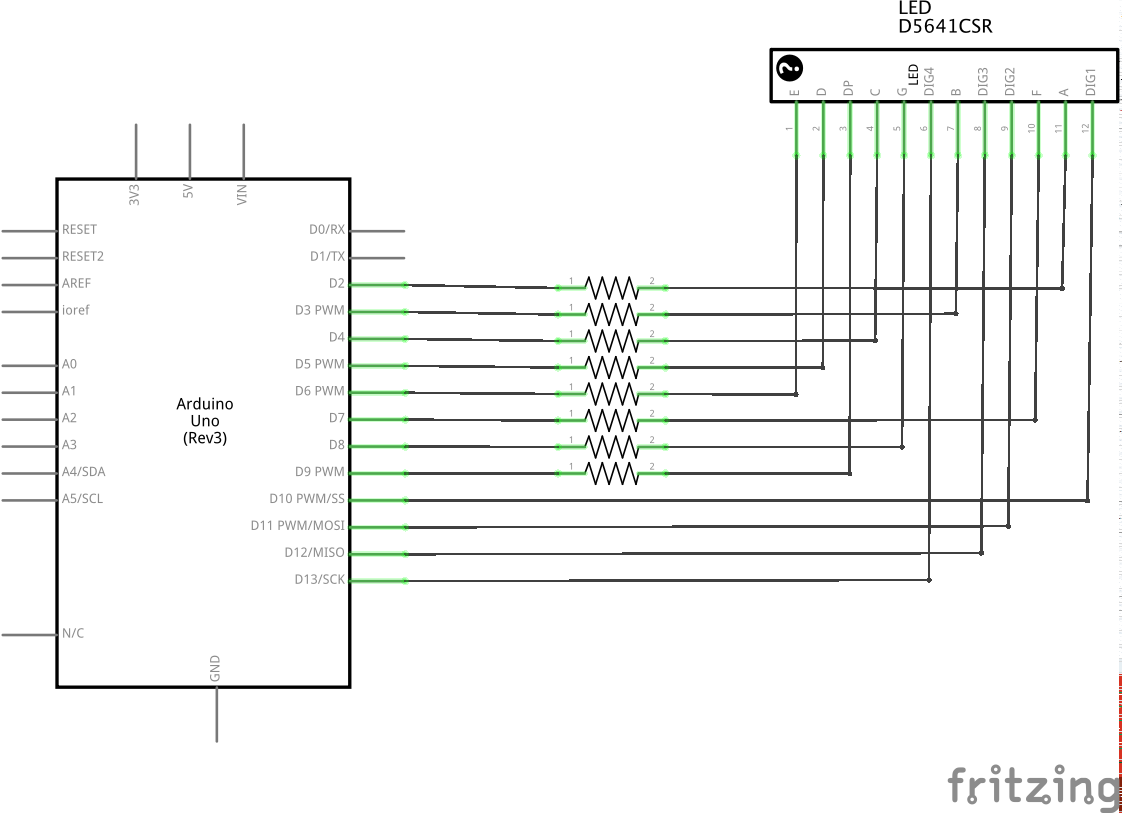 LED
D5641CSR
?
LED
E
D
DP
C
G
DIG4
B
DIG3
DIG2
F
A
DIG1
1
2
3
4
5
6
7
8
9
10
11
12
3V3
5V
VIN
RESET
RESET2
AREF
ioref
A0
A1
A2
A3
A4/SDA
A5/SCL
N/C
Arduino
Uno
(Rev3)
GND
D0/RX
D1/TX
D2
D3 PWM
D4
D5 PWM
D6 PWM
D7
D8
D9 PWM
D10 PWM/SS
D11 PWM/MOSI
D12/MISO
D13/SCK
1 2
1 2
1 2
1 2
1 2
1 2
1 2
1 2
fritzing